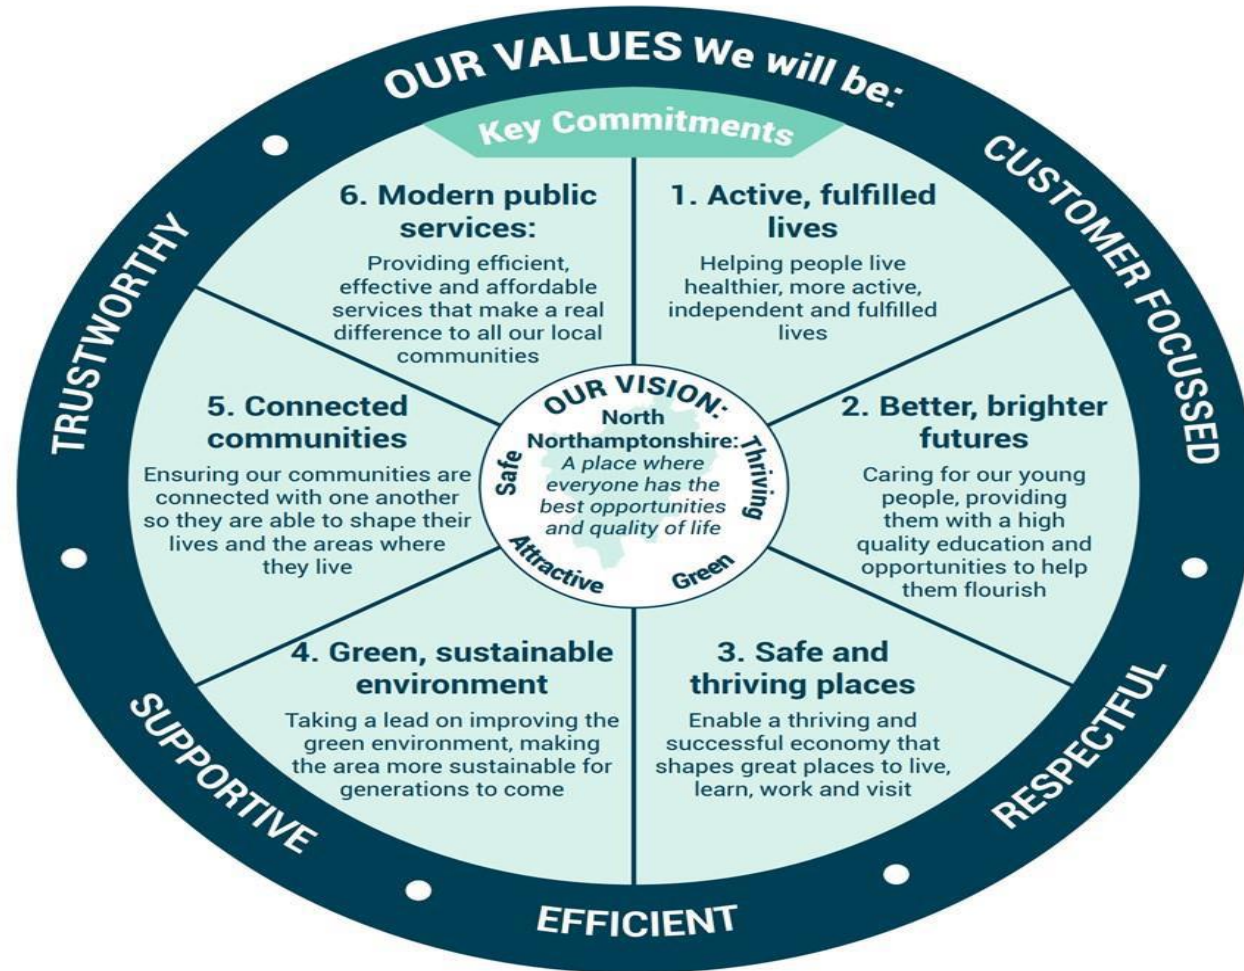 OUR VALUES We will be:
CUSTOMER FOCUSSED
RESPECTFUL
EFFICIENT
SUPPORTIVE
TRUSTWORTHY
Key Commitments
1. Active, fulfilled
lives
Helping people live
healthier, more active,
independent and fulfilled
lives
2. Better, brighter
futures
Caring for our young
people, providing
them with a high
quality education and
opportunities to help
them flourish
3. Safe and
thriving places
Enable a thriving and
successful economy that
shapes great places to live,
learn, work and visit
4. Green, sustainable
environment
Taking a lead on improving the
green environment, making
the area more sustainable for
generations to come
5. Connected
communities
Ensuring our communities are
connected with one another
so they are able to shape their
lives and the areas where
they live
6. Modern public
services:
Providing efficient,
effective and affordable
services that make a real
difference to all our local
communities
OUR VISION:
North
Northamptonshire:
A place where
everyone has the
best opportunities
and quality of life
Safe
Thriving
Green
Attractive